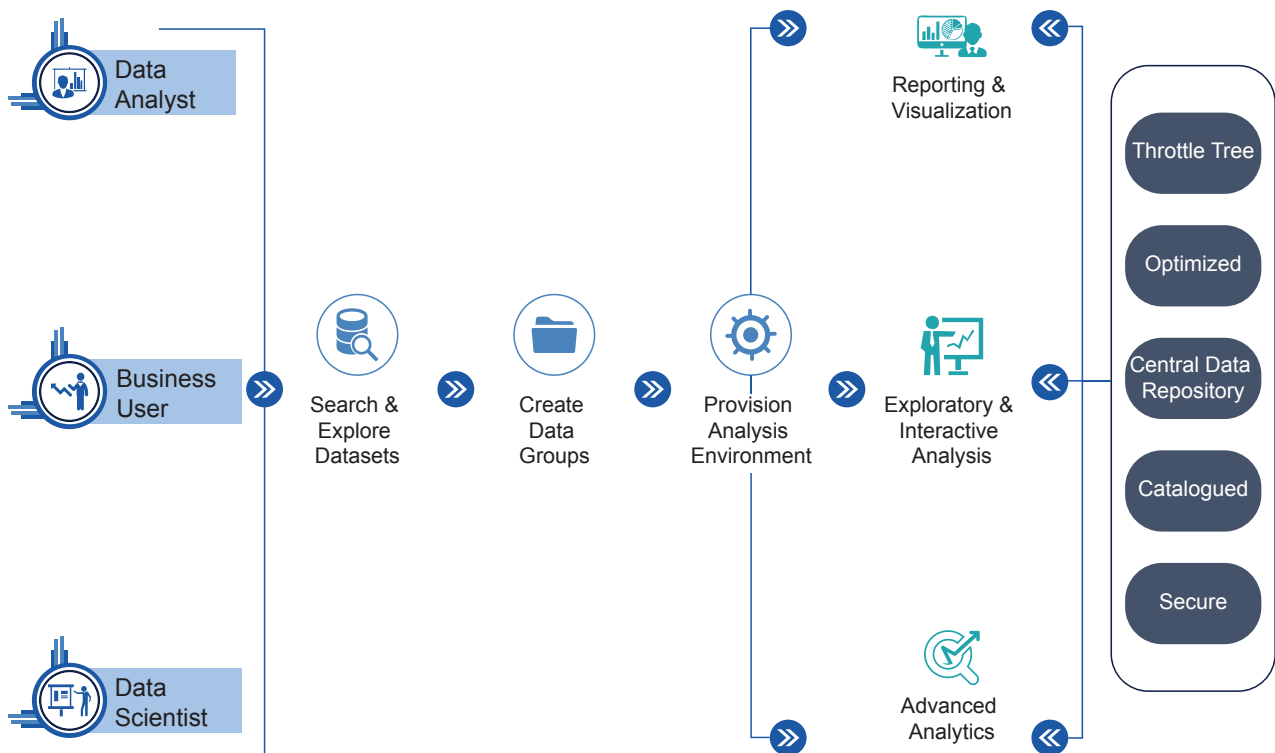 Data
Analyst
Business
User
Data
Scientist
Search &
Explore
Datasets
Create
Data
Groups
Provision
Analysis
Environment
Reporting &
Visualization
Exploratory &
Interactive
Analysis
Advanced
Analytics
Throttle Tree
Optimized
Central Data
Repository
Catalogued
Secure